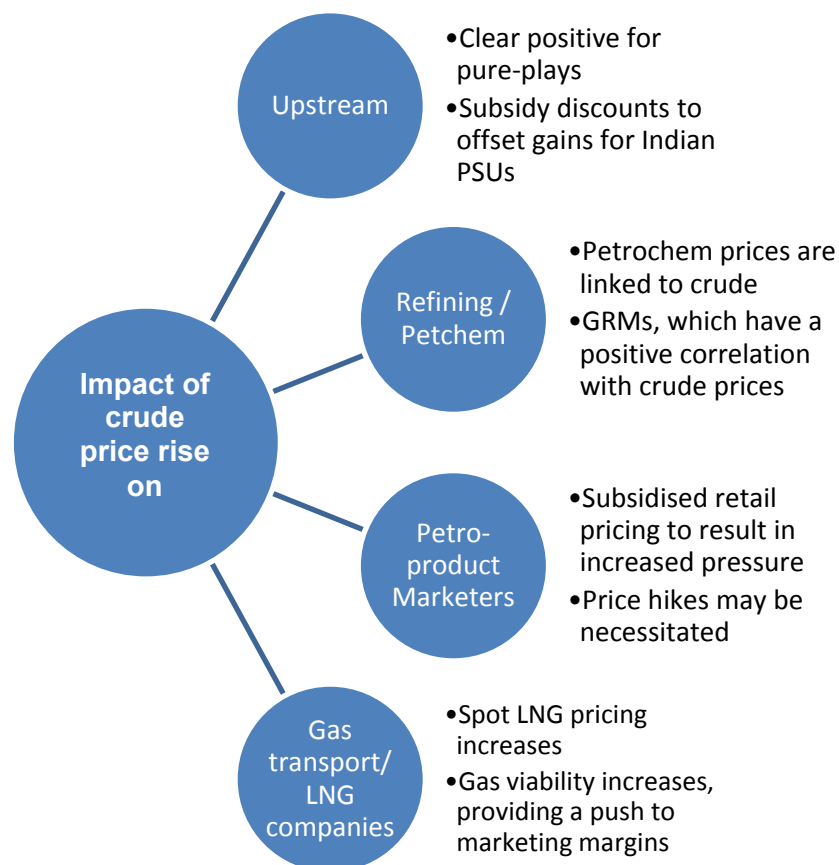 Upstream
•Clear positive for
pure-plays
•Subsidy discounts to
offset gains for Indian
PSUs
Impact of
crude
price rise
on
Refining /
Petchem
•Petrochem prices are
linked to crude
•GRMs, which have a
positive correlation
with crude prices
Petro-
product
Marketers
•Subsidised retail
pricing to result in
increased pressure
•Price hikes may be
necessitated
Gas
transport/
LNG
companies
•Spot LNG pricing
increases
•Gas viability increases,
providing a push to
marketing margins